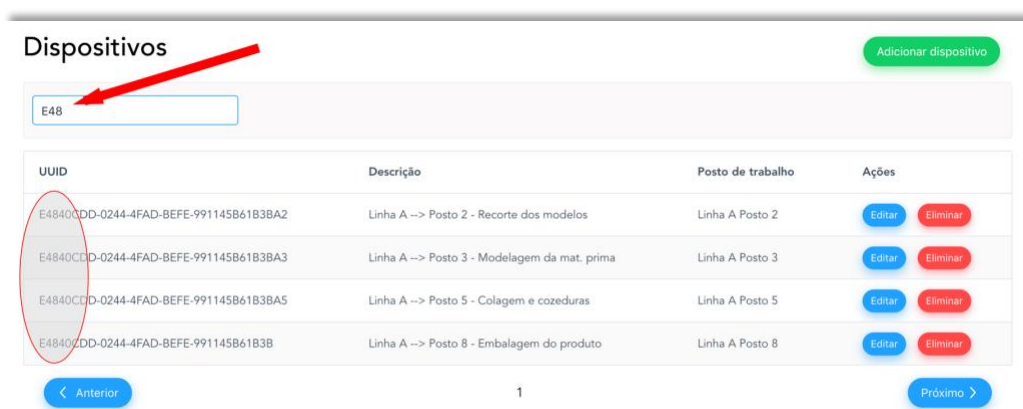 Dispositivos
Adicionar dispositivo
E48
UUID Descrição Posto de trabalho Ações
E4840CDD-0244-4FAD-BEFE-991145B61B3BA2 Linha A --> Posto 2 - Recorte dos modelos Linha A Posto 2 Editar Eliminar
E4840CDD-0244-4FAD-BEFE-991145B61B3BA3 Linha A --> Posto 3 - Modelagem da mat. prima Linha A Posto 3 Editar Eliminar
E4840CDD-0244-4FAD-BEFE-991145B61B3BA5 Linha A --> Posto 5 - Colagem e cozeduras Linha A Posto 5 Editar Eliminar
E4840CDD-0244-4FAD-BEFE-991145B61B3B Linha A --> Posto 8 - Embalagem do produto Linha A Posto 8 Editar Eliminar
< Anterior 1 Próximo >